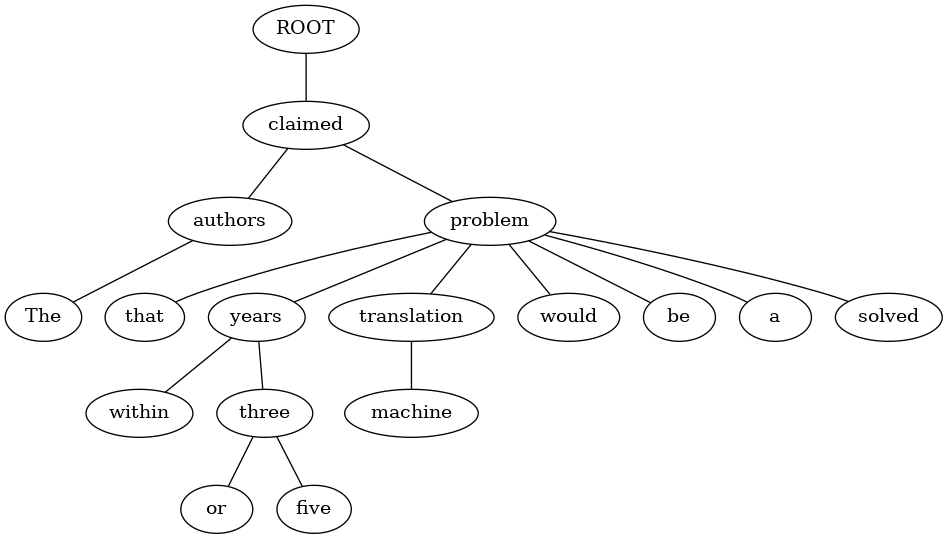 ROOT
claimed
authors problem
The that years translation would be a solved
within three machine
or five